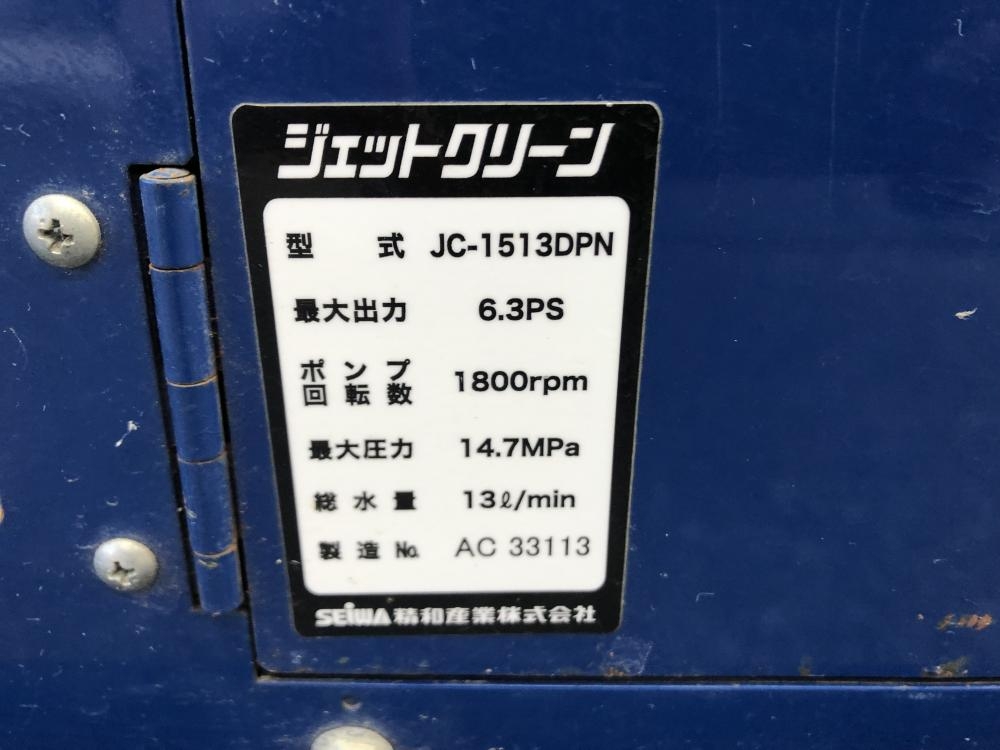 ジェットクリーン
型 式 JC-1513DPN
最大出力 6.3PS
ポンプ
回転数 1800rpm
最大圧力 14.7MPa
総水量 13ℓ/min
製造No. AC 33113
SEIWA 精和産業株式会社